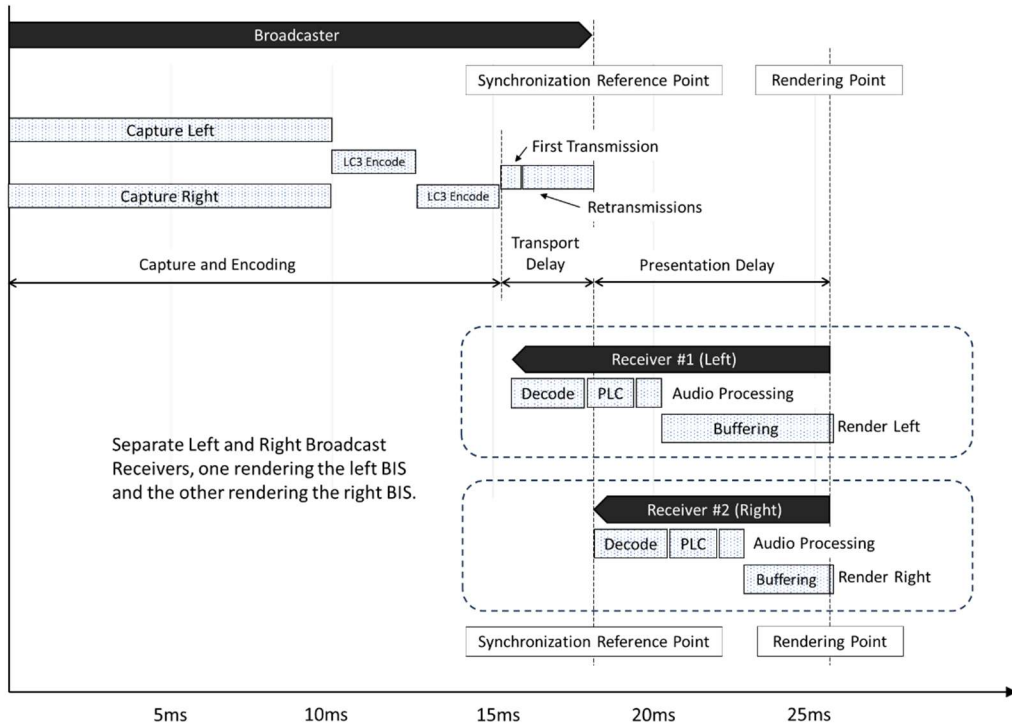 Broadcaster
Synchronization Reference Point
Rendering Point
Capture Left
First Transmission
LC3 Encode
Capture Right
LC3 Encode
Retransmissions
Capture and Encoding
Transport
Delay
Presentation Delay
Receiver #1 (Left)
Decode
PLC
Audio Processing
Buffering
Render Left
Separate Left and Right Broadcast
Receivers, one rendering the left BIS
and the other rendering the right BIS.
Receiver #2 (Right)
Decode
PLC
Audio Processing
Buffering
Render Right
Synchronization Reference Point
Rendering Point
5ms
10ms
15ms
20ms
25ms